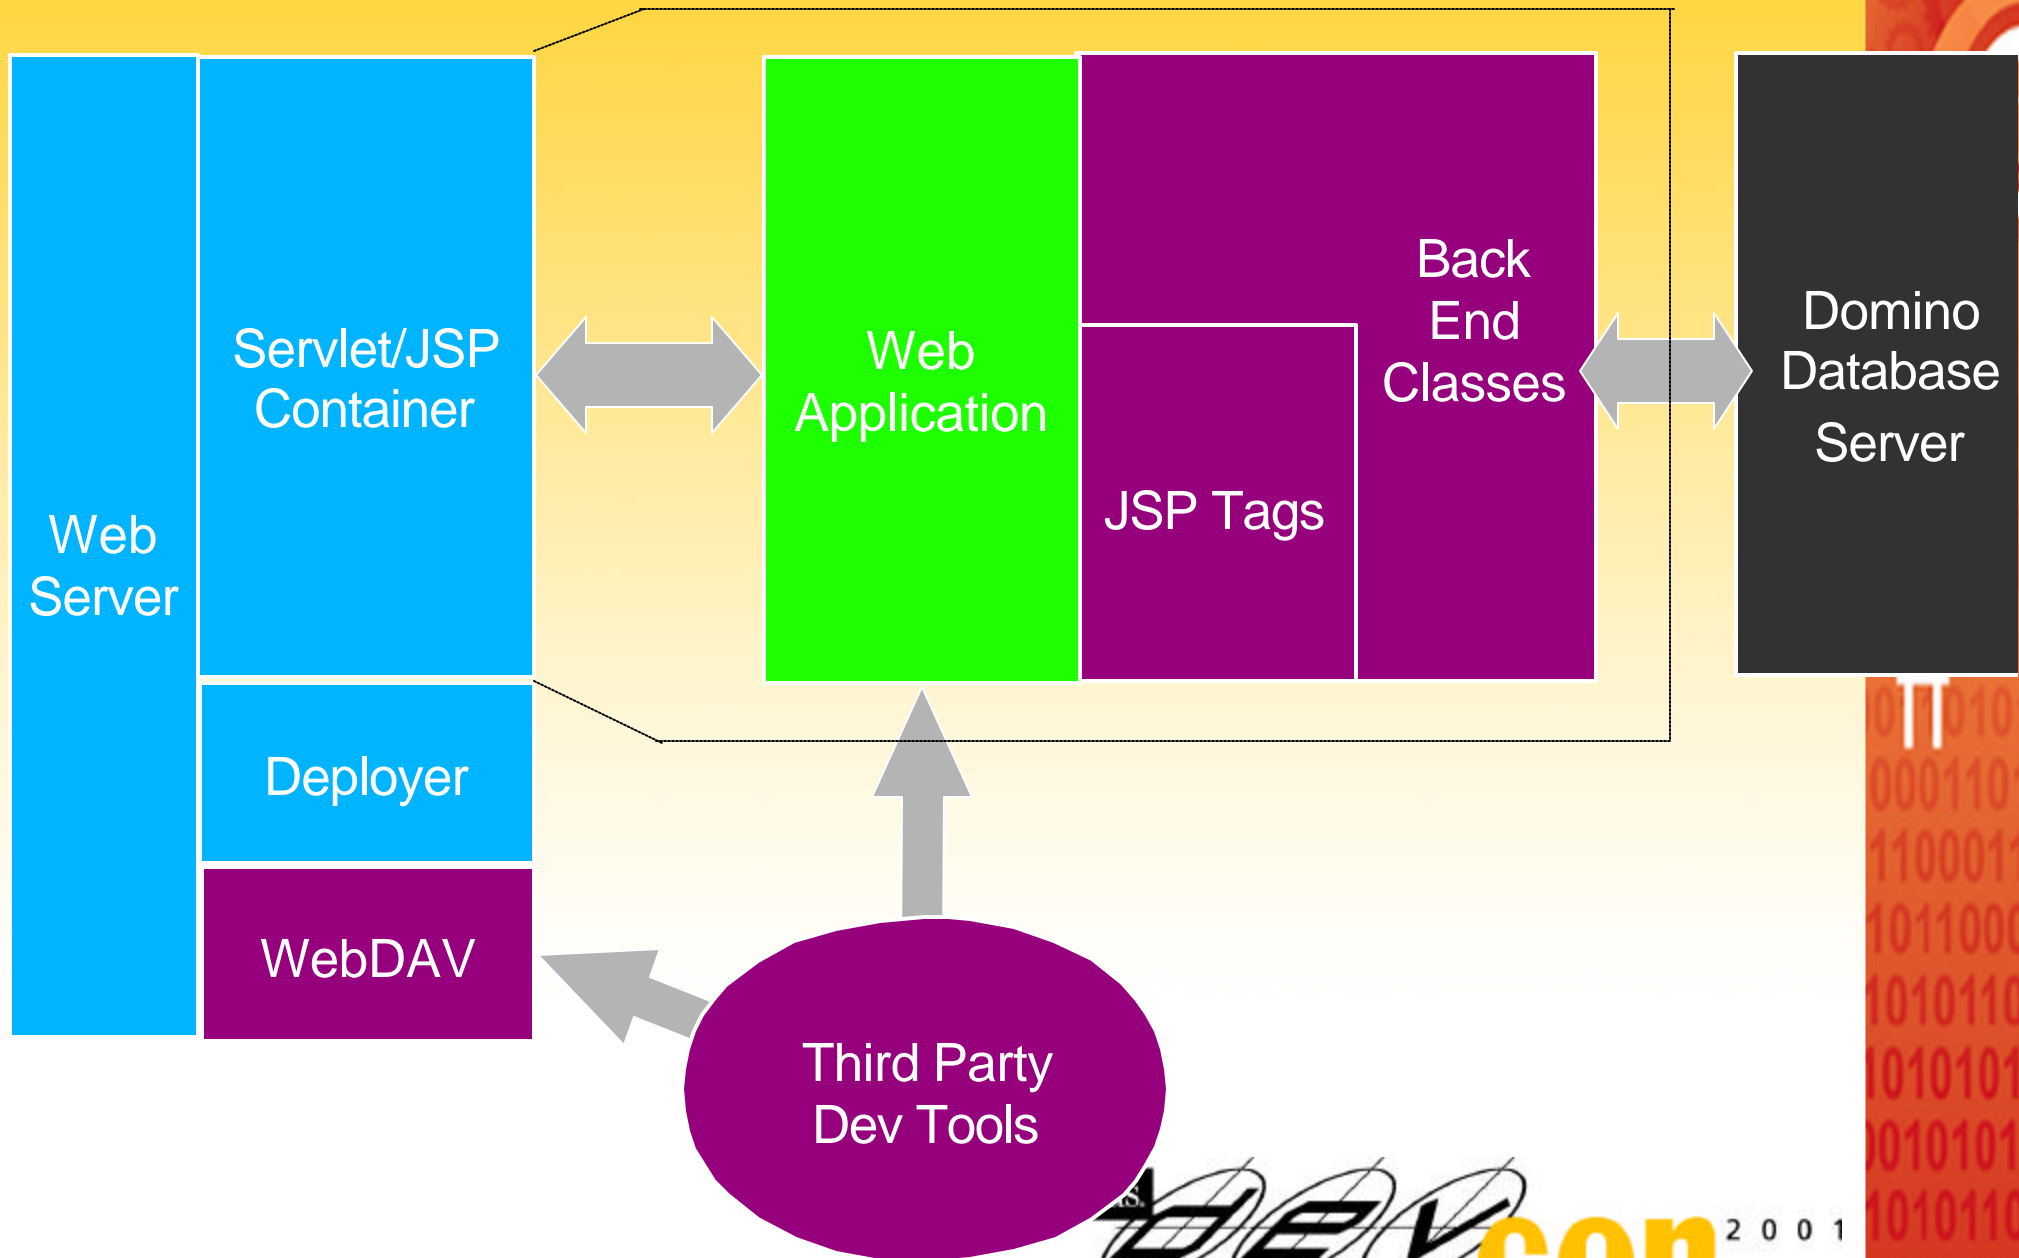 Web
Server
Servlet/JSP
Container
Deployer
WebDAV
Web
Application
JSP Tags
Back
End
Classes
Domino
Database
Server
Third Party
Dev Tools
dev
con
2001